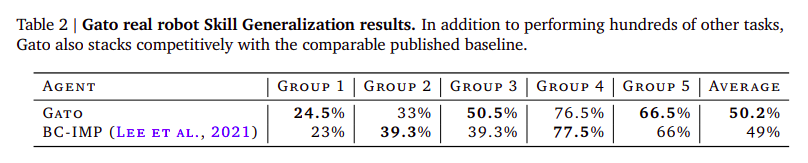 Table 2 | Gato real robot Skill Generalization results. In addition to performing hundreds of other tasks,
Gato also stacks competitively with the comparable published baseline.
Agent Group 1 Group 2 Group 3 Group 4 Group 5 Average
Gato 24.5% 33% 50.5% 76.5% 66.5% 50.2%
BC-IMP (Lee et al., 2021) 23% 39.3% 39.3% 77.5% 66% 49%